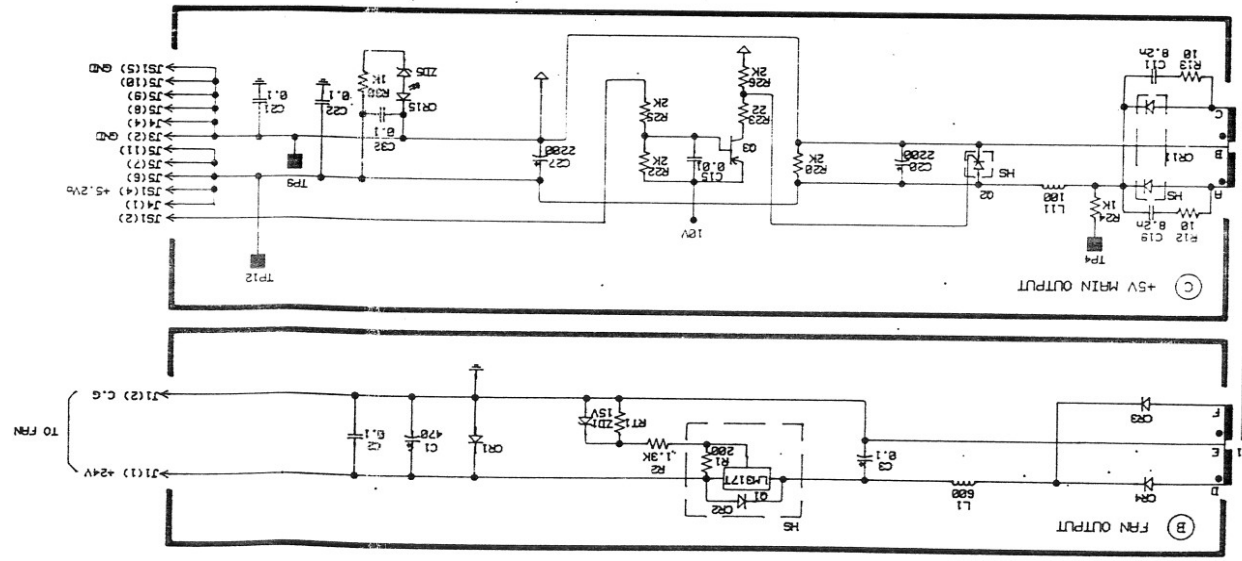 B FAN OUTPUT
D
E
F
1
CR4
CR3
L1
600
C3
0.1
HS
CR2
Q1
LM317T
R1
200
R2
1.3K
RT1
ZD1
15V
CR1
C1
470
C2
0.1
J1(1) +24V
J1(2) C.G
TO FAN
C +5V MAIN OUTPUT
A
B
C
R12
10
C19
8.2n
HS
CR11
R13
10
C11
8.2n
TP4
R24
1K
L11
100
Q2
HS
C20
2200
R20
2K
10V
C15
0.01
Q3
R22
2K
R25
2K
R23
22
R26
2K
C27
2200
C32
0.1
CR15
R30
1K
ZD5
C22
0.1
C21
0.1
TP12
TP9
JS1(2)
J4(1)
JS1(4) +5.2Vo
J5(6)
J5(7)
J5(11)
J3(2) GND
J4(4)
J5(8)
J5(9)
J5(10)
JS1(5) GND